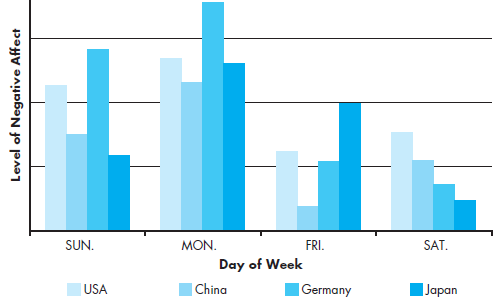 Level of Negative Affect
SUN. MON. FRI. SAT.
Day of Week
USA China Germany Japan